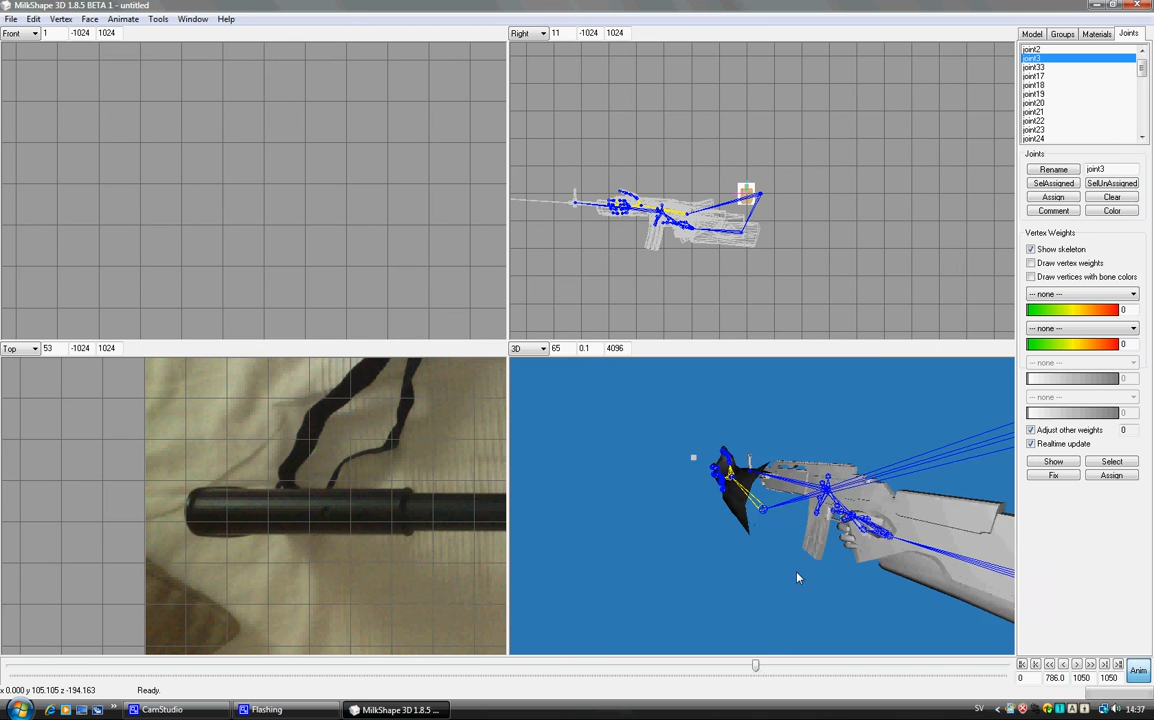 MilkShape 3D 1.8.5 BETA 1 - untitled
File Edit Vertex Face Animate Tools Window Help
Front 1 -1024 1024
Right 11 -1024 1024
Model Groups Materials Joints
joint2
joint3
joint33
joint17
joint18
joint19
joint20
joint21
joint22
joint23
joint24
Joints
Rename joint3
SelAssigned SelUnAssigned
Assign Clear
Comment Color
Vertex Weights
Show skeleton
Draw vertex weights
Draw vertices with bone colors
--- none ---
0
--- none ---
0
--- none ---
0
--- none ---
0
Adjust other weights 0
Realtime update
Show Select
Fix Assign
Top 53 -1024 1024
3D 65 0.1 4096
Anim
0 786.0 1050 1050
x 0.000 y 105.105 z -194.163 Ready.
CamStudio Flashing MilkShape 3D 1.8.5 ... SV 14:37